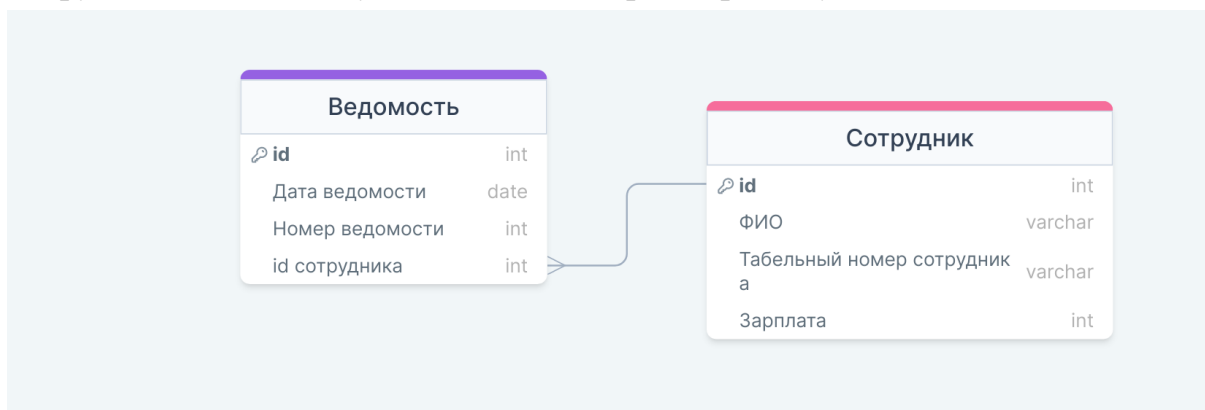 Ведомость
id int
Дата ведомости date
Номер ведомости int
id сотрудника int
Сотрудник
id int
ФИО varchar
Табельный номер сотрудник
а varchar
Зарплата int